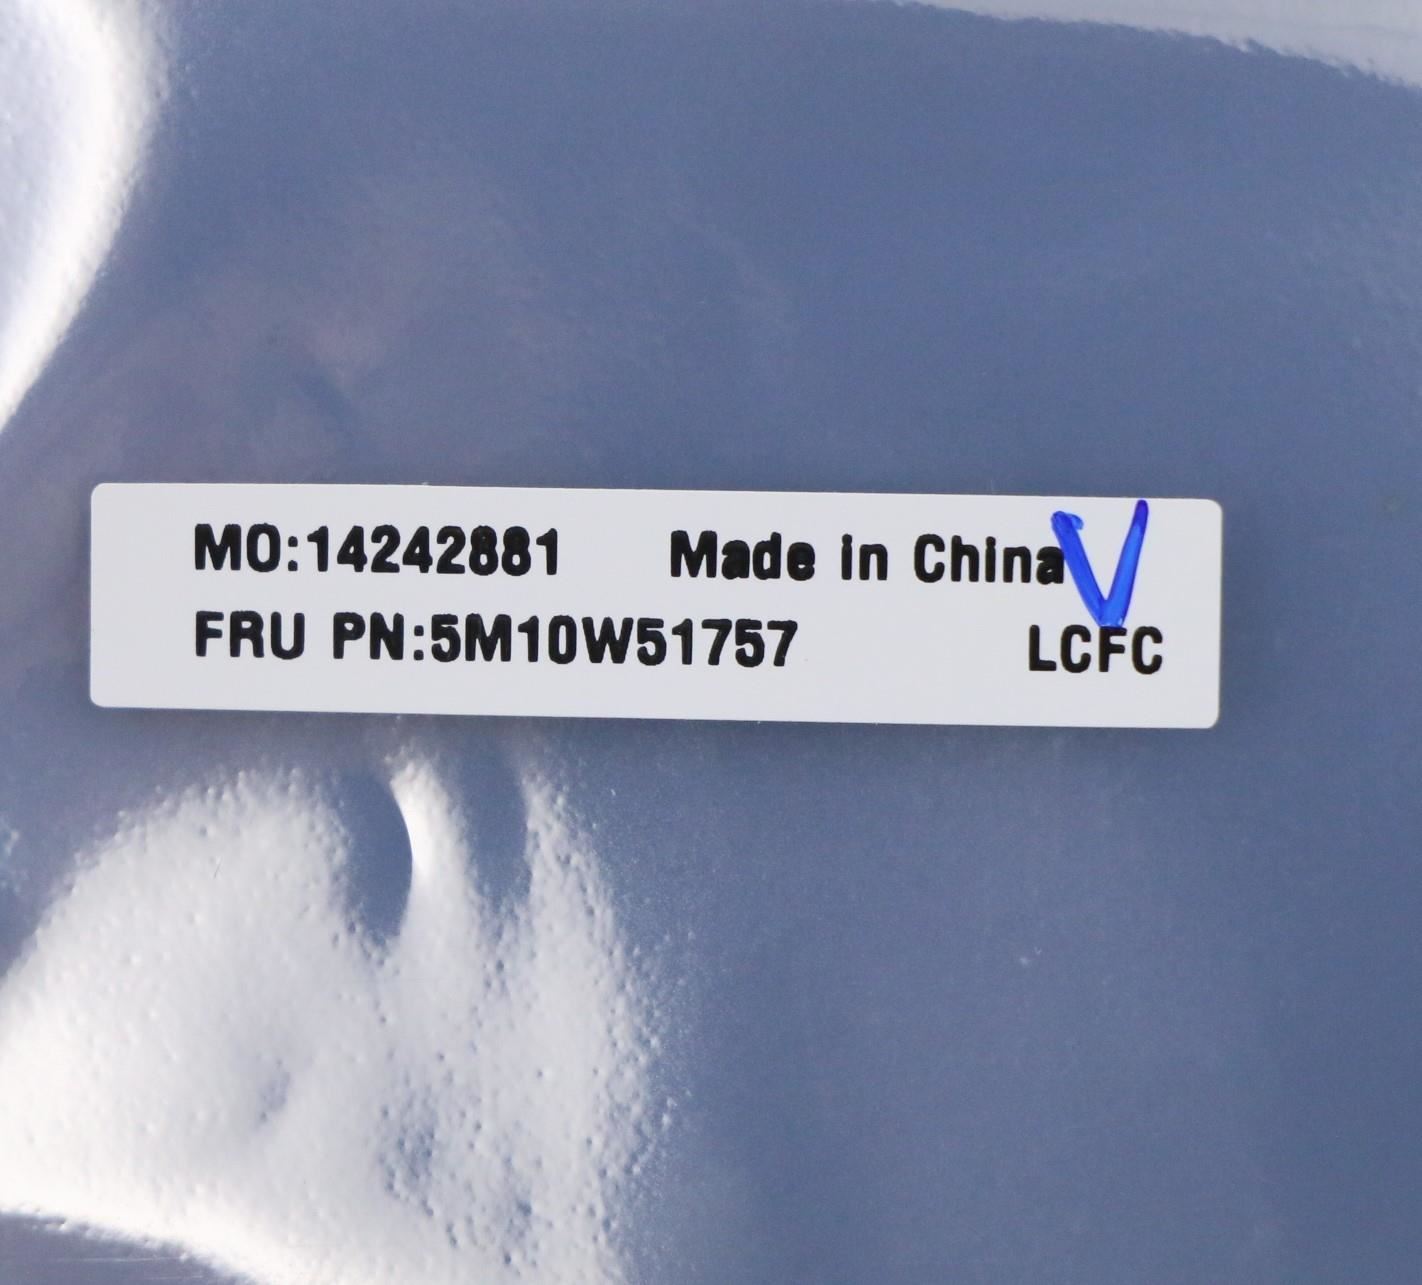 MO:14242881 Made in China
FRU PN:5M10W51757 LCFC